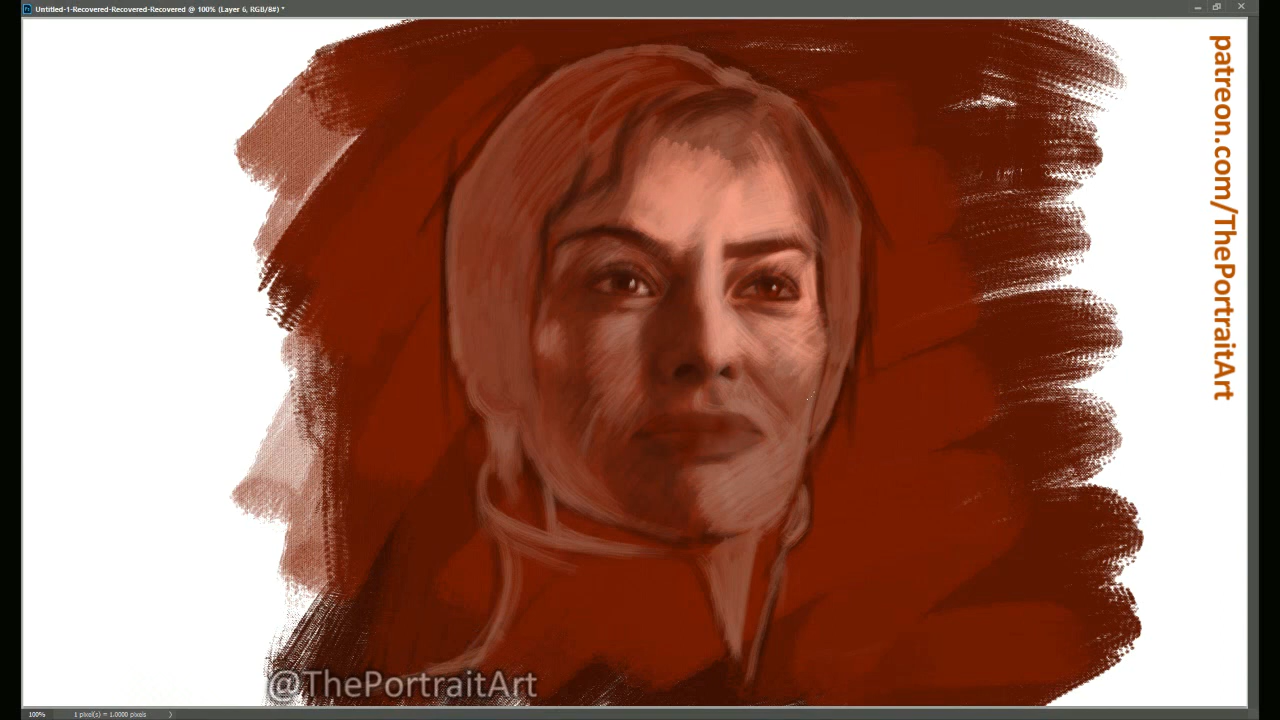 Untitled-1-Recovered-Recovered-Recovered @ 100% (Layer 6, RGB/8#) *
patreon.com/ThePortraitArt
@ThePortraitArt
100%
1 pixel(s) = 1.0000 pixels